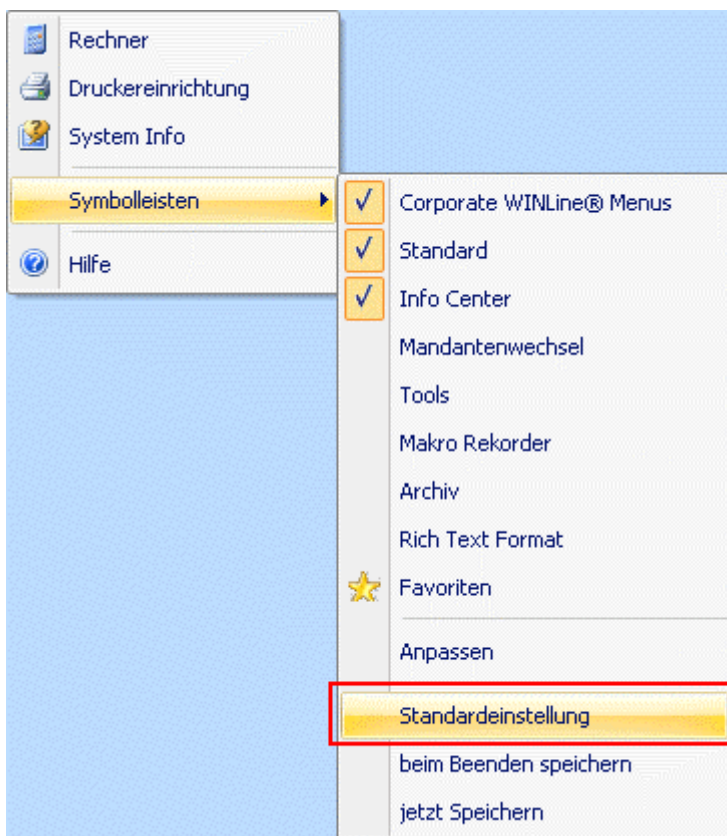 Rechner
Druckereinrichtung
System Info
Symbolleisten
Hilfe
Corporate WINLine® Menus
Standard
Info Center
Mandantenwechsel
Tools
Makro Rekorder
Archiv
Rich Text Format
Favoriten
Anpassen
Standardeinstellung
beim Beenden speichern
jetzt Speichern